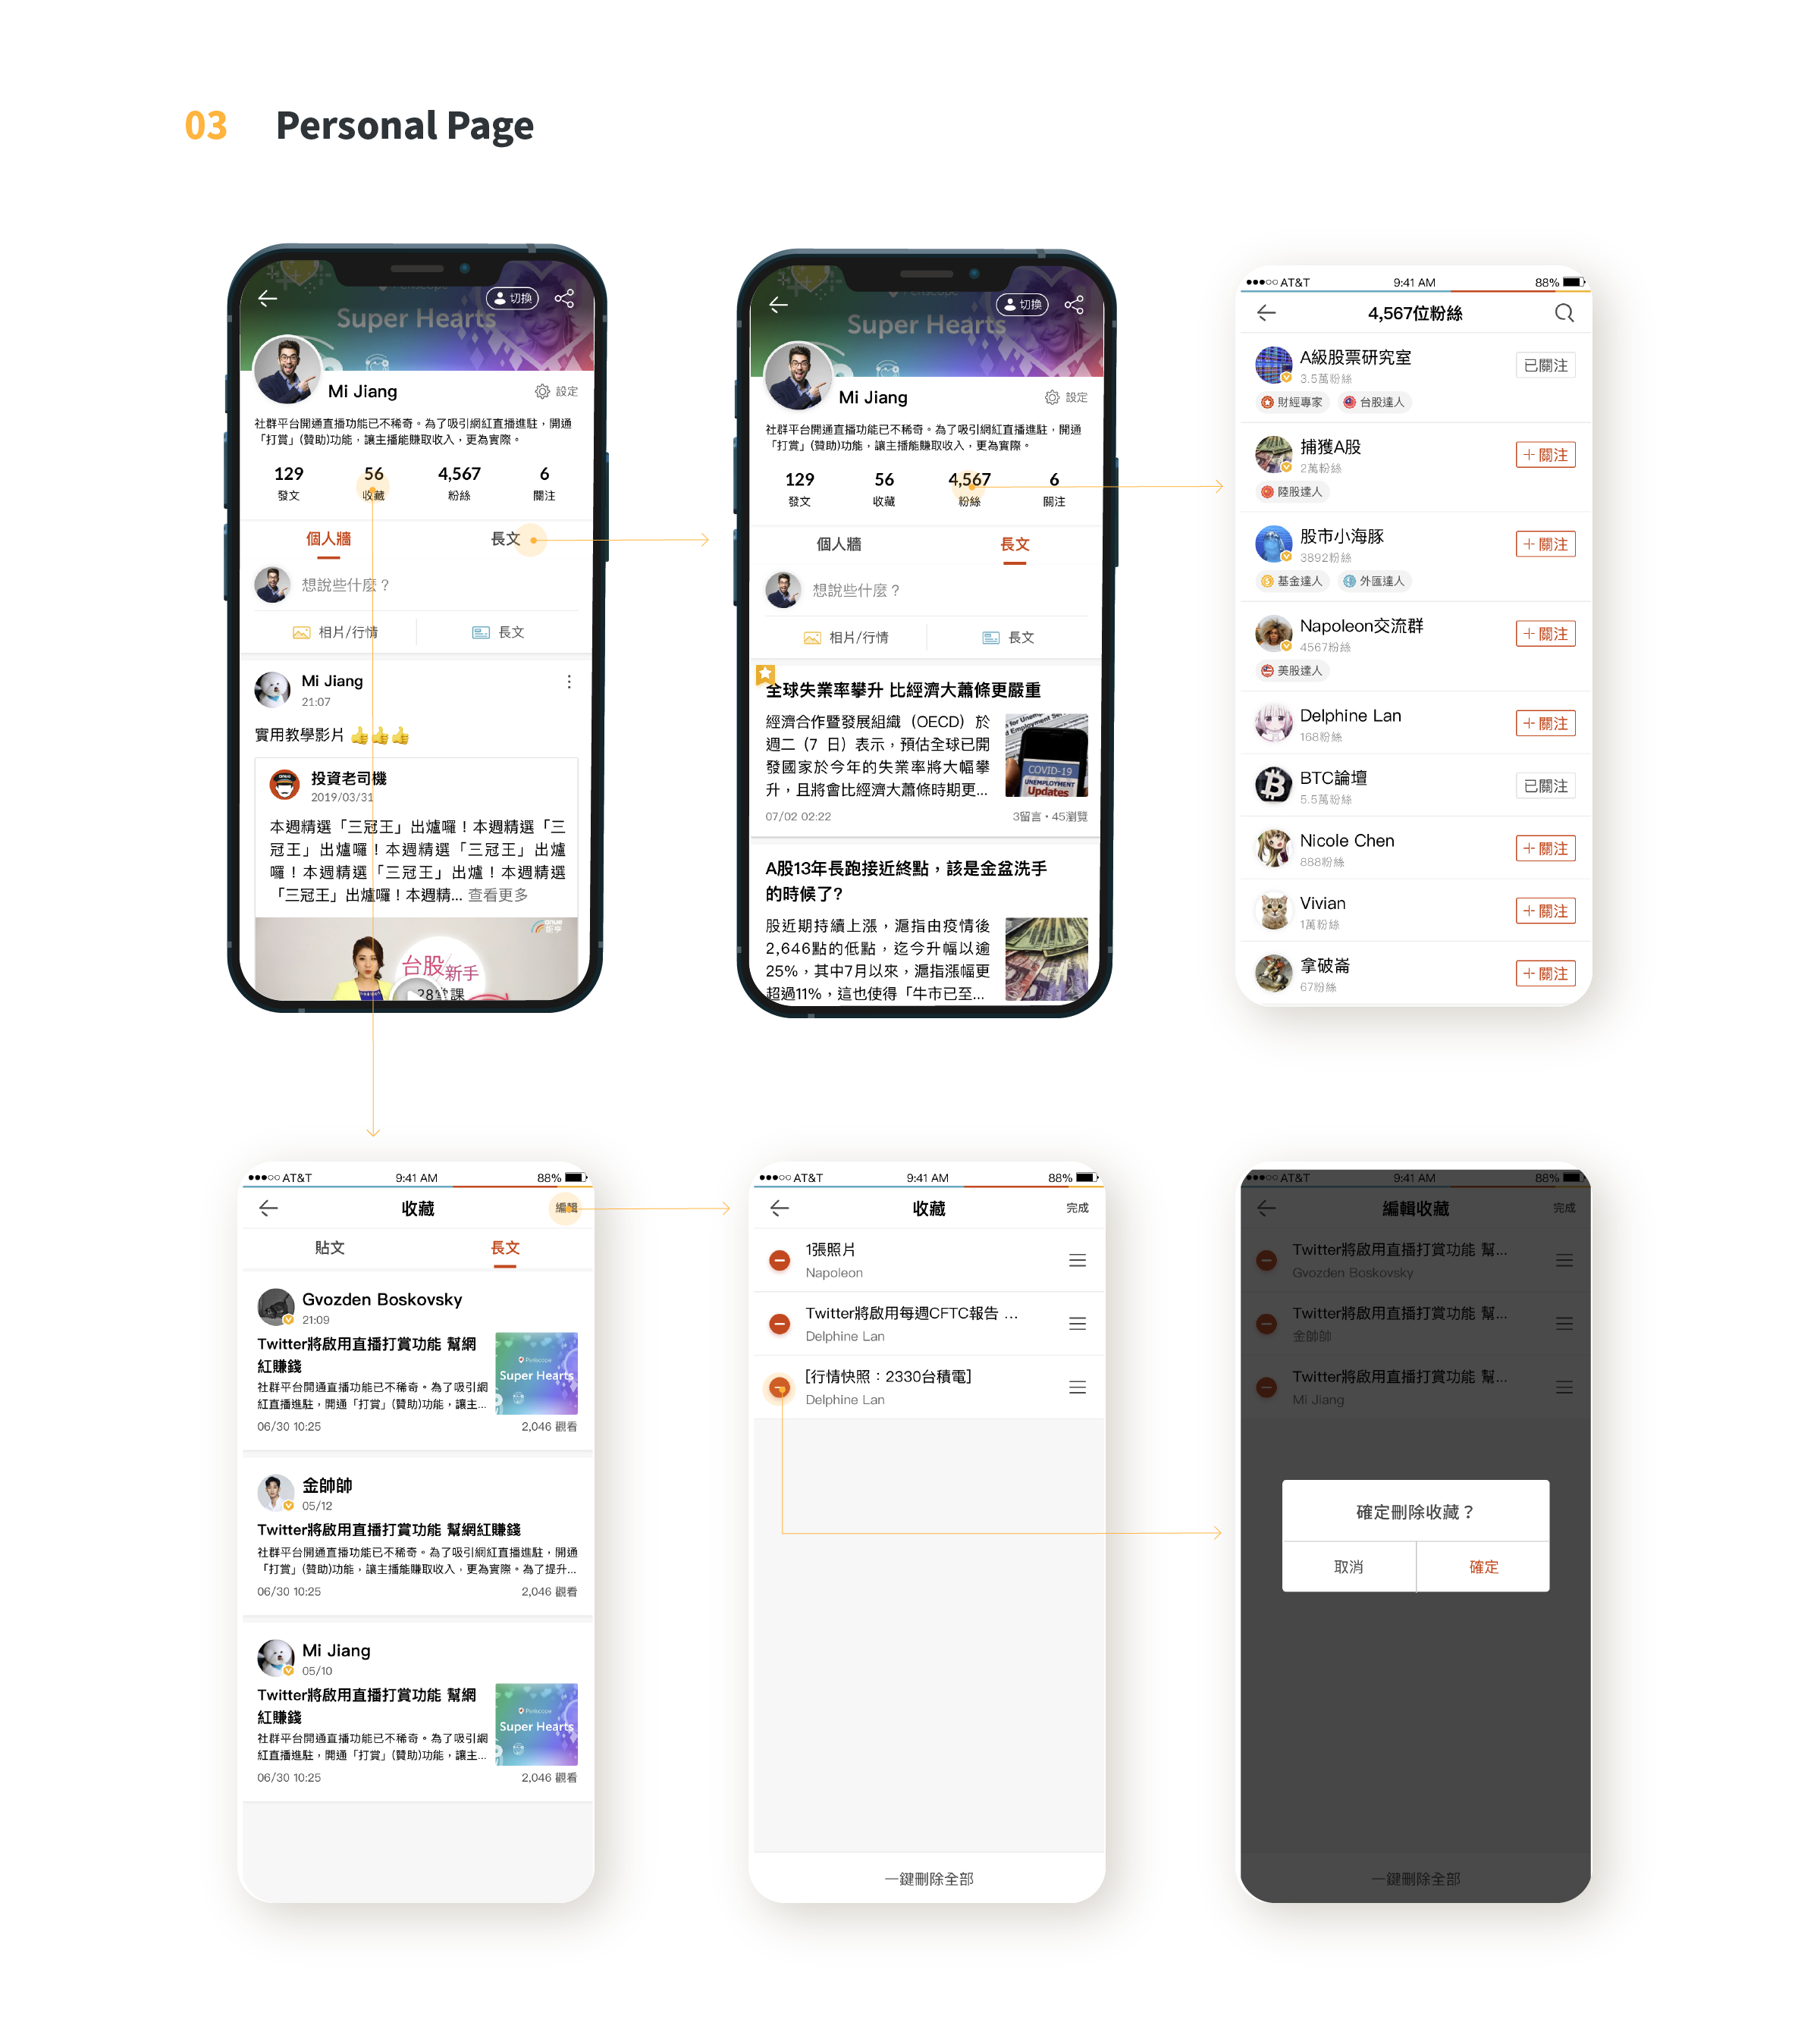 03 Personal Page
Super Hearts
切換
Mi Jiang
設定
社群平台開通直播功能已不稀奇。為了吸引網紅直播進駐，開通
「打賞」(贊助)功能，讓主播能賺取收入，更為實際。
129 56 4,567 6
發文 收藏 粉絲 關注
個人牆 長文
想說些什麼？
相片/行情 長文
Mi Jiang
21:07
實用教學影片
投資老司機
2019/03/31
本週精選「三冠王」出爐囉！本週精選「三
冠王」出爐囉！本週精選「三冠王」出爐
囉！本週精選「三冠王」出爐！本週精選
「三冠王」出爐囉！本週精... 查看更多
anue
鉅亨
台股
新手
28堂課
Super Hearts
切換
Mi Jiang
設定
社群平台開通直播功能已不稀奇。為了吸引網紅直播進駐，開通
「打賞」(贊助)功能，讓主播能賺取收入，更為實際。
129 56 4,567 6
發文 收藏 粉絲 關注
個人牆 長文
想說些什麼？
相片/行情 長文
全球失業率攀升 比經濟大蕭條更嚴重
經濟合作暨發展組織（OECD）於
週二（7 日）表示，預估全球已開
發國家於今年的失業率將大幅攀
升，且將會比經濟大蕭條時期更...
COVID-19
UNEMPLOYMENT
Updates
07/02 02:22 3留言・45瀏覽
A股13年長跑接近終點，該是金盆洗手
的時候了?
股近期持續上漲，滬指由疫情後
2,646點的低點，迄今升幅以逾
25%，其中7月以來，滬指漲幅更
超過11%，這也使得「牛市已至...
AT&T 9:41 AM 88%
4,567位粉絲
A級股票研究室
3.5萬粉絲
已關注
財經專家 台股達人
捕獲A股
2萬粉絲
＋關注
陸股達人
股市小海豚
3892粉絲
＋關注
基金達人 外匯達人
Napoleon交流群
4567粉絲
＋關注
美股達人
Delphine Lan
168粉絲
＋關注
BTC論壇
5.5萬粉絲
已關注
Nicole Chen
888粉絲
＋關注
Vivian
1萬粉絲
＋關注
拿破崙
67粉絲
＋關注
AT&T 9:41 AM 88%
收藏 編輯
貼文 長文
Gvozden Boskovsky
21:09
Twitter將啟用直播打賞功能 幫網
紅賺錢
社群平台開通直播功能已不稀奇。為了吸引網
紅直播進駐，開通「打賞」(贊助)功能，讓主...
Periscope
Super Hearts
06/30 10:25 2,046 觀看
金帥帥
05/12
Twitter將啟用直播打賞功能 幫網紅賺錢
社群平台開通直播功能已不稀奇。為了吸引網紅直播進駐，開通
「打賞」(贊助)功能，讓主播能賺取收入，更為實際。為了提升...
06/30 10:25 2,046 觀看
Mi Jiang
05/10
Twitter將啟用直播打賞功能 幫網
紅賺錢
社群平台開通直播功能已不稀奇。為了吸引網
紅直播進駐，開通「打賞」(贊助)功能，讓主...
Periscope
Super Hearts
06/30 10:25 2,046 觀看
AT&T 9:41 AM 88%
收藏 完成
1張照片
Napoleon
Twitter將啟用每週CFTC報告 ...
Delphine Lan
[行情快照：2330台積電]
Delphine Lan
一鍵刪除全部
AT&T 9:41 AM 88%
編輯收藏 完成
Twitter將啟用直播打賞功能 幫...
Gvozden Boskovsky
Twitter將啟用直播打賞功能 幫...
金帥帥
Twitter將啟用直播打賞功能 幫...
Mi Jiang
確定刪除收藏？
取消 確定
一鍵刪除全部